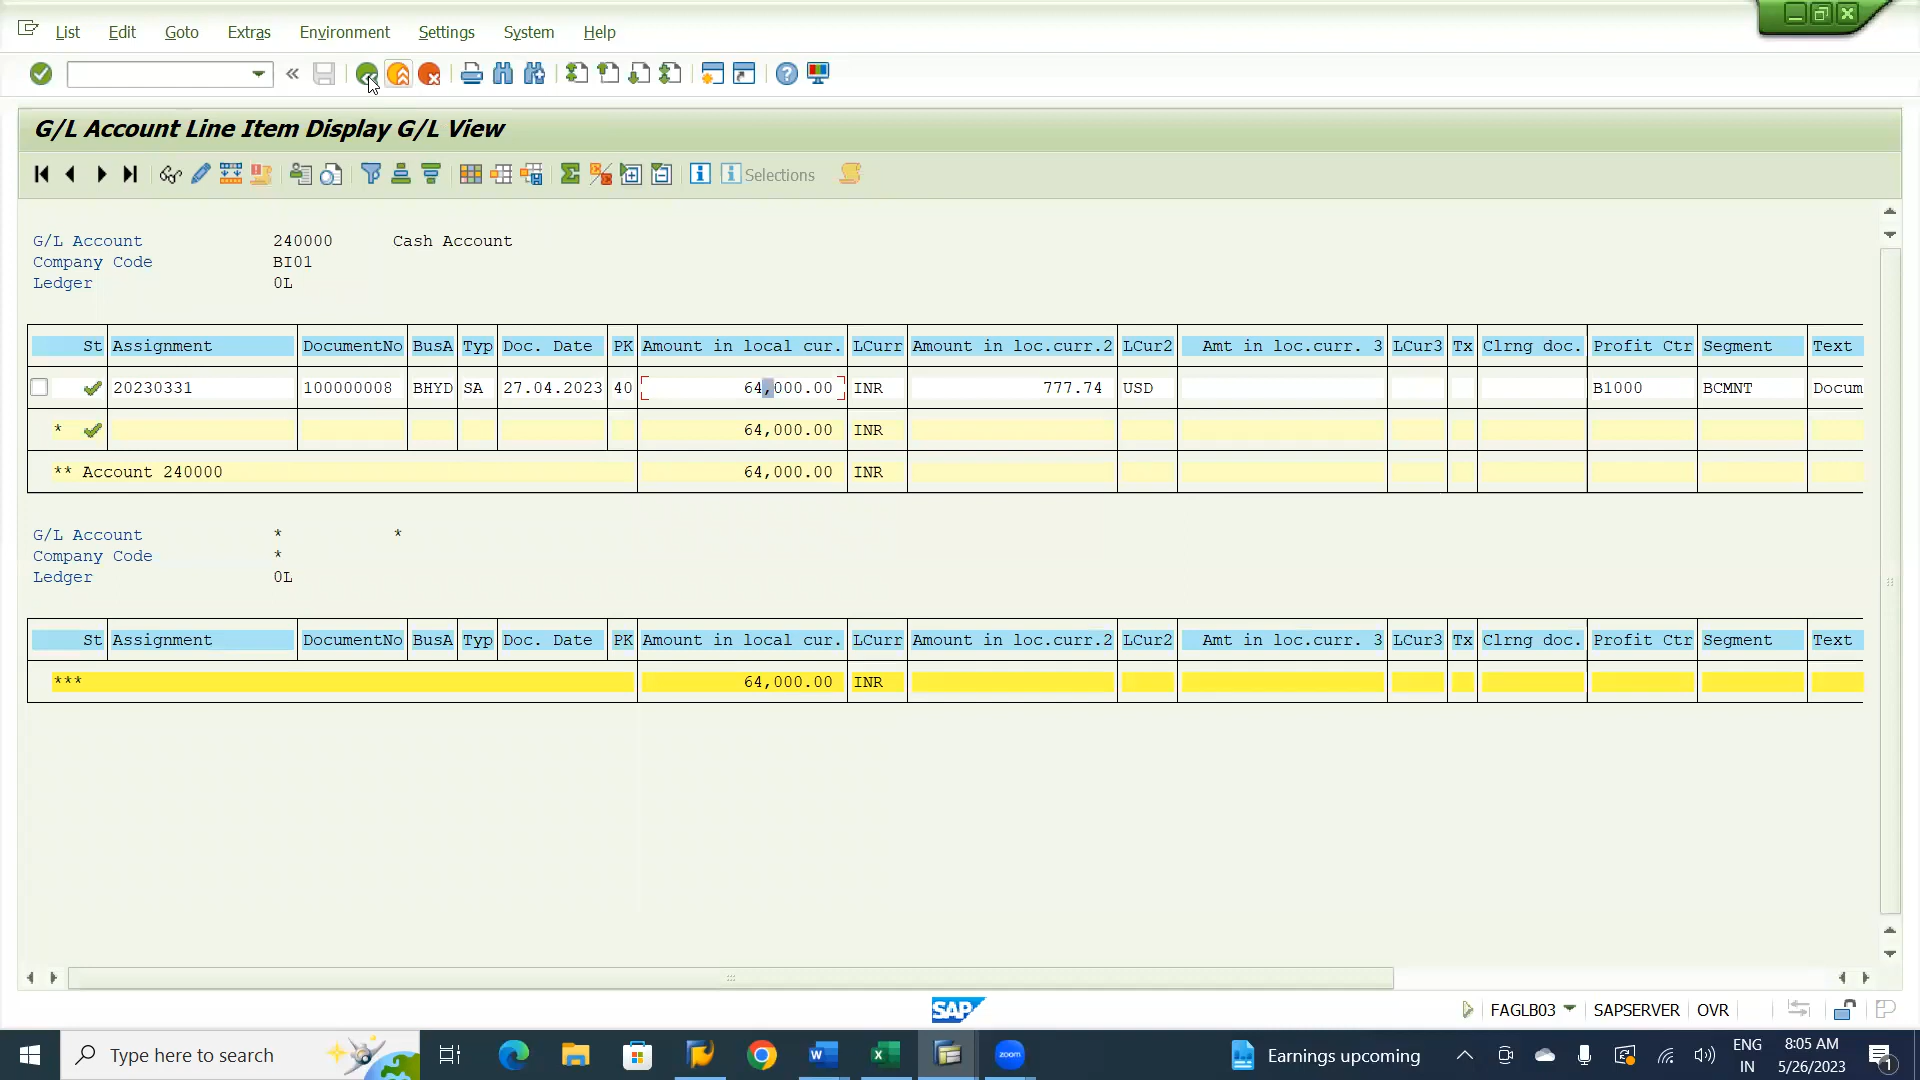 List Edit Goto Extras Environment Settings System Help
G/L Account Line Item Display G/L View
Selections
G/L Account 240000 Cash Account
Company Code BI01
Ledger 0L
St Assignment DocumentNo BusA Typ Doc. Date PK Amount in local cur. LCurr Amount in loc.curr.2 LCur2 Amt in loc.curr. 3 LCur3 Tx Clrng doc. Profit Ctr Segment Text
20230331 100000008 BHYD SA 27.04.2023 40 64,000.00 INR 777.74 USD B1000 BCMNT Docum
* 64,000.00 INR
** Account 240000 64,000.00 INR
G/L Account * *
Company Code *
Ledger 0L
St Assignment DocumentNo BusA Typ Doc. Date PK Amount in local cur. LCurr Amount in loc.curr.2 LCur2 Amt in loc.curr. 3 LCur3 Tx Clrng doc. Profit Ctr Segment Text
*** 64,000.00 INR
SAP FAGLB03 SAPSERVER OVR
Type here to search zoom Earnings upcoming ENG IN 8:05 AM 5/26/2023 1